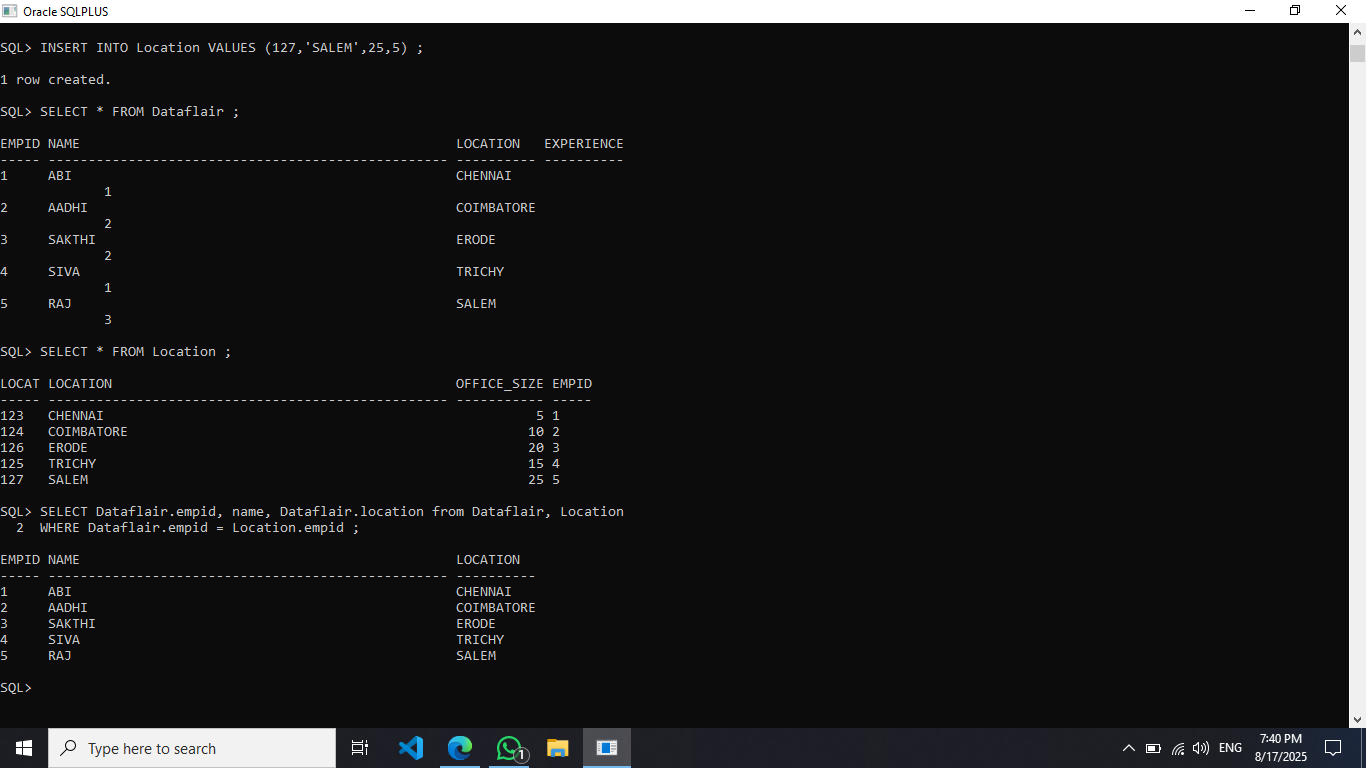 Oracle SQLPLUS
SQL> INSERT INTO Location VALUES (127,'SALEM',25,5) ;
1 row created.
SQL> SELECT * FROM Dataflair ;
EMPID NAME                                               LOCATION   EXPERIENCE
----- -------------------------------------------------- ---------- ----------
1     ABI                                                CHENNAI
             1
2     AADHI                                              COIMBATORE
             2
3     SAKTHI                                             ERODE
             2
4     SIVA                                               TRICHY
             1
5     RAJ                                                SALEM
             3
SQL> SELECT * FROM Location ;
LOCAT LOCATION                                           OFFICE_SIZE EMPID
----- -------------------------------------------------- ----------- -----
123   CHENNAI                                                      5 1
124   COIMBATORE                                                  10 2
126   ERODE                                                       20 3
125   TRICHY                                                      15 4
127   SALEM                                                       25 5
SQL> SELECT Dataflair.empid, name, Dataflair.location from Dataflair, Location
  2  WHERE Dataflair.empid = Location.empid ;
EMPID NAME                                               LOCATION
----- -------------------------------------------------- ----------
1     ABI                                                CHENNAI
2     AADHI                                              COIMBATORE
3     SAKTHI                                             ERODE
4     SIVA                                               TRICHY
5     RAJ                                                SALEM
SQL>
Type here to search
1
ENG
7:40 PM
8/17/2025